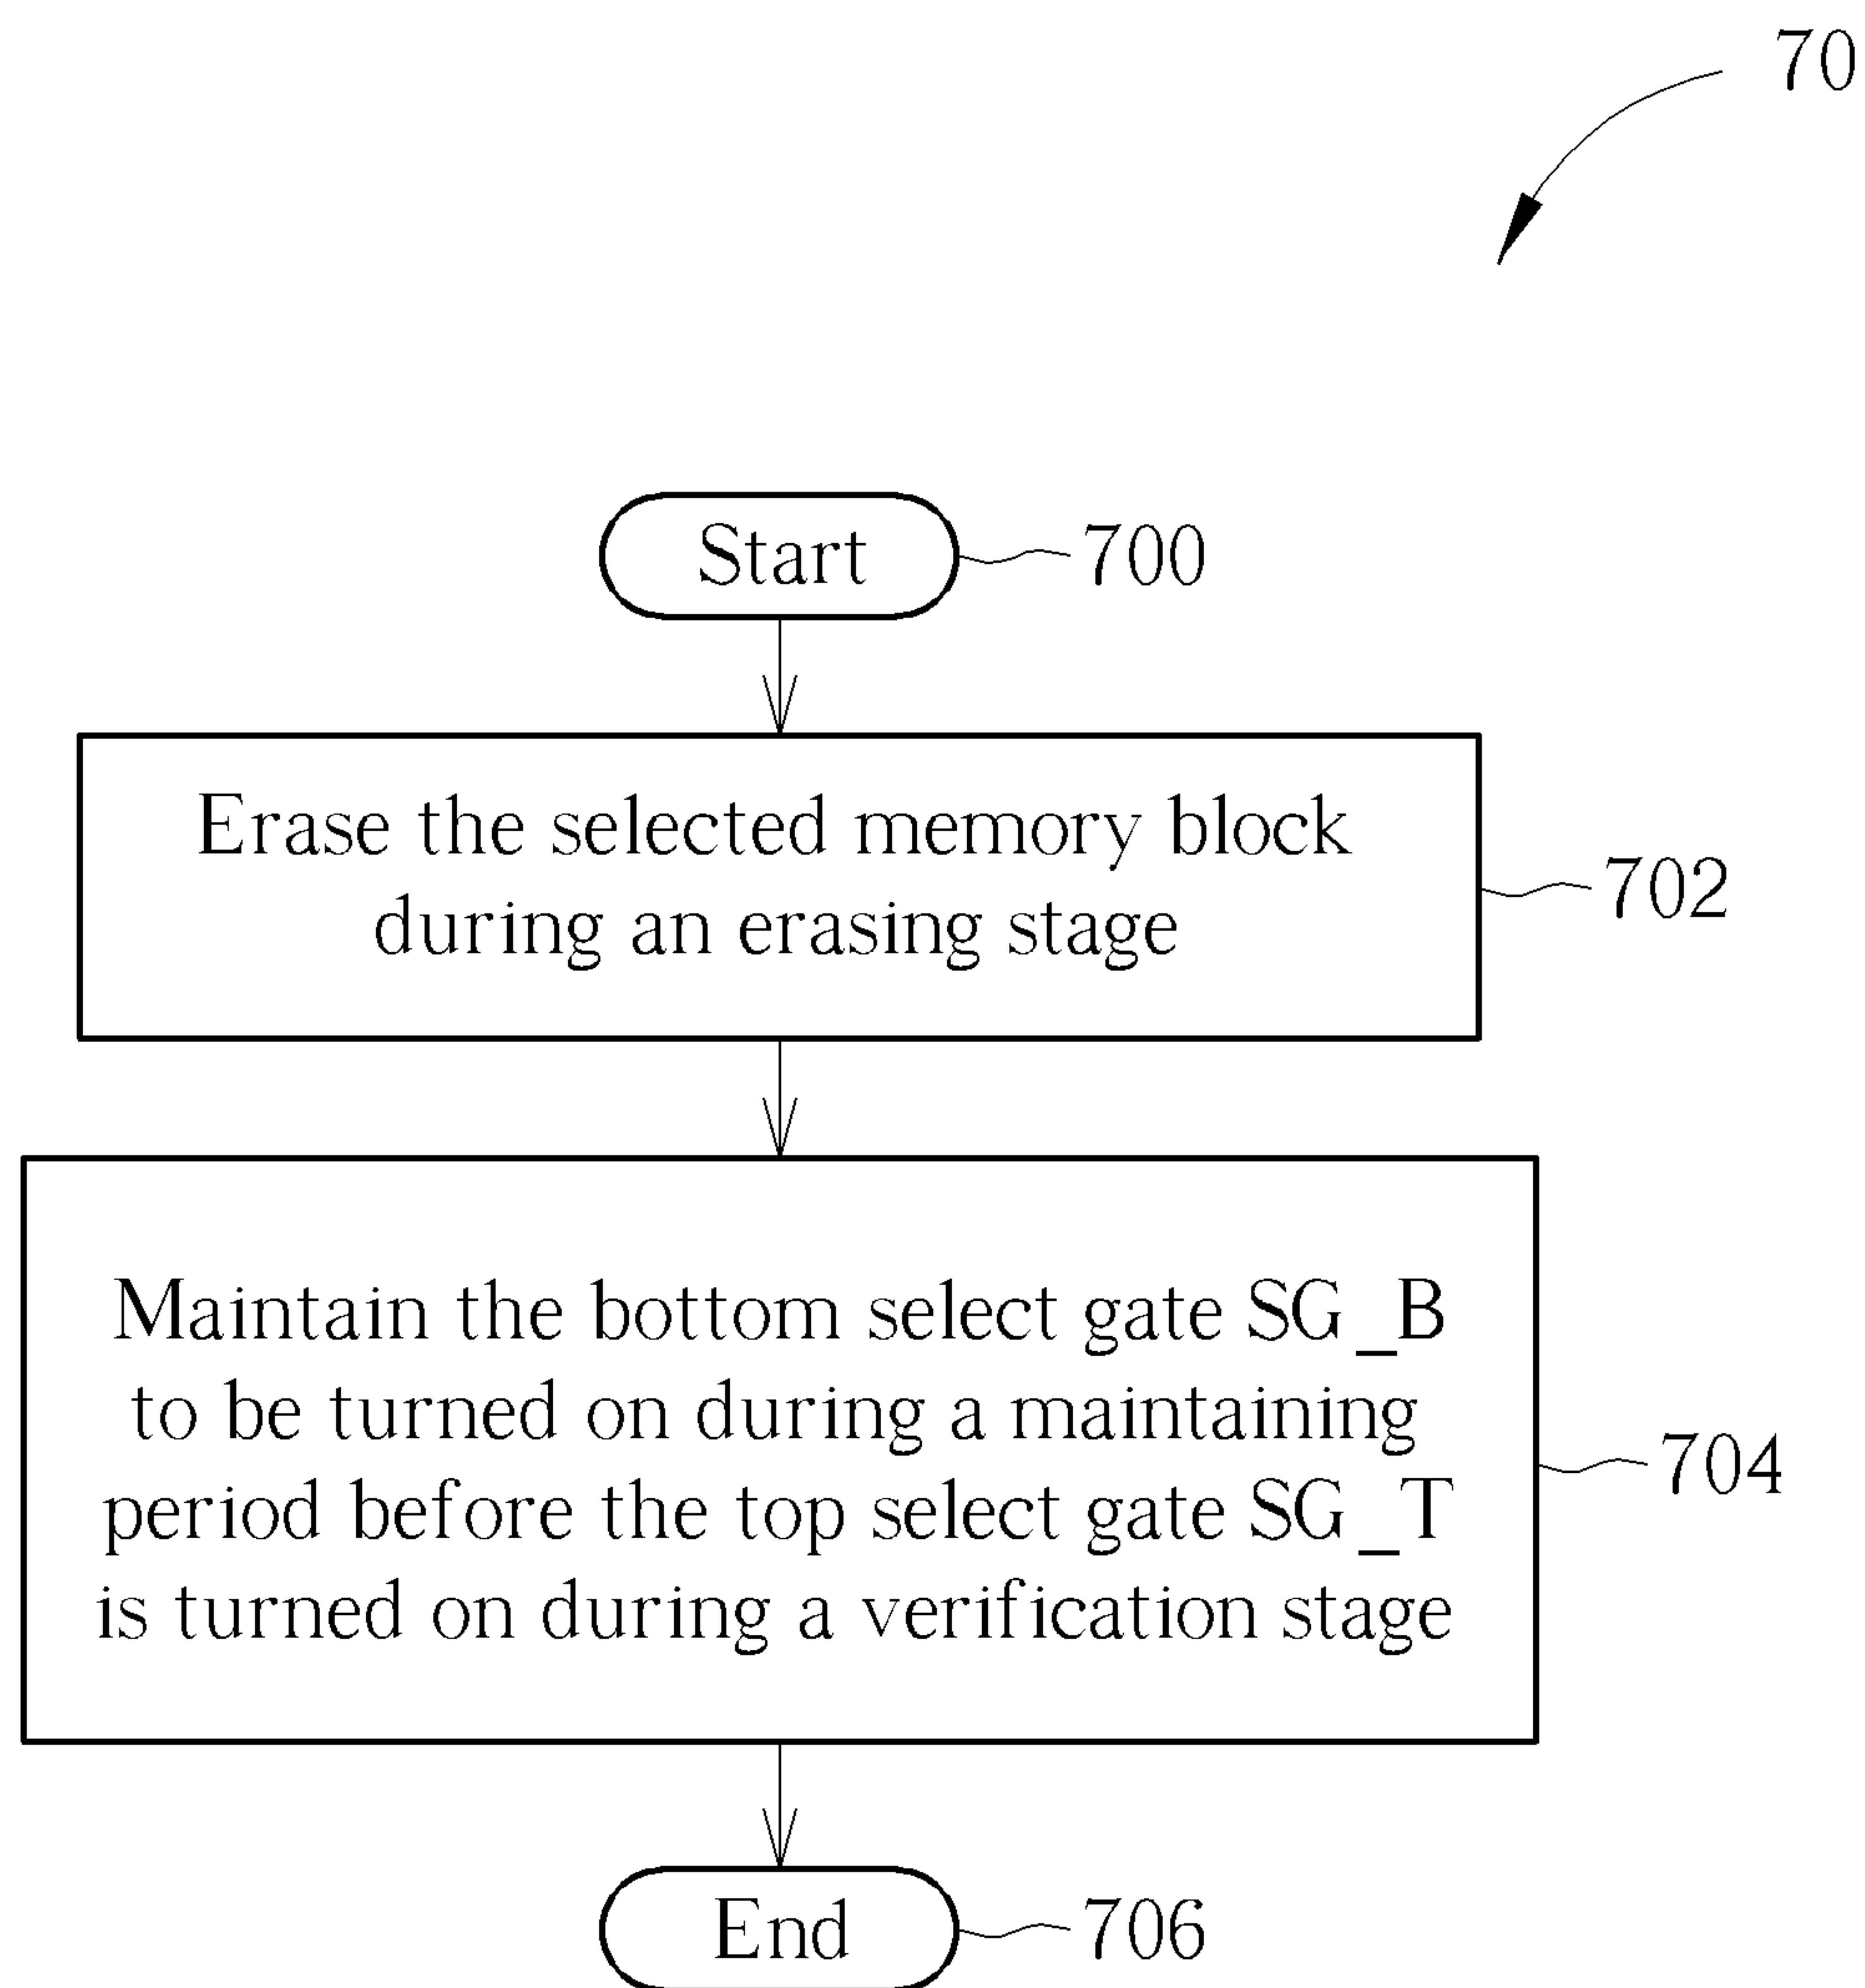 70
Start
700
Erase the selected memory block
during an erasing stage
702
Maintain the bottom select gate SG_B
to be turned on during a maintaining
period before the top select gate SG_T
is turned on during a verification stage
704
End
706